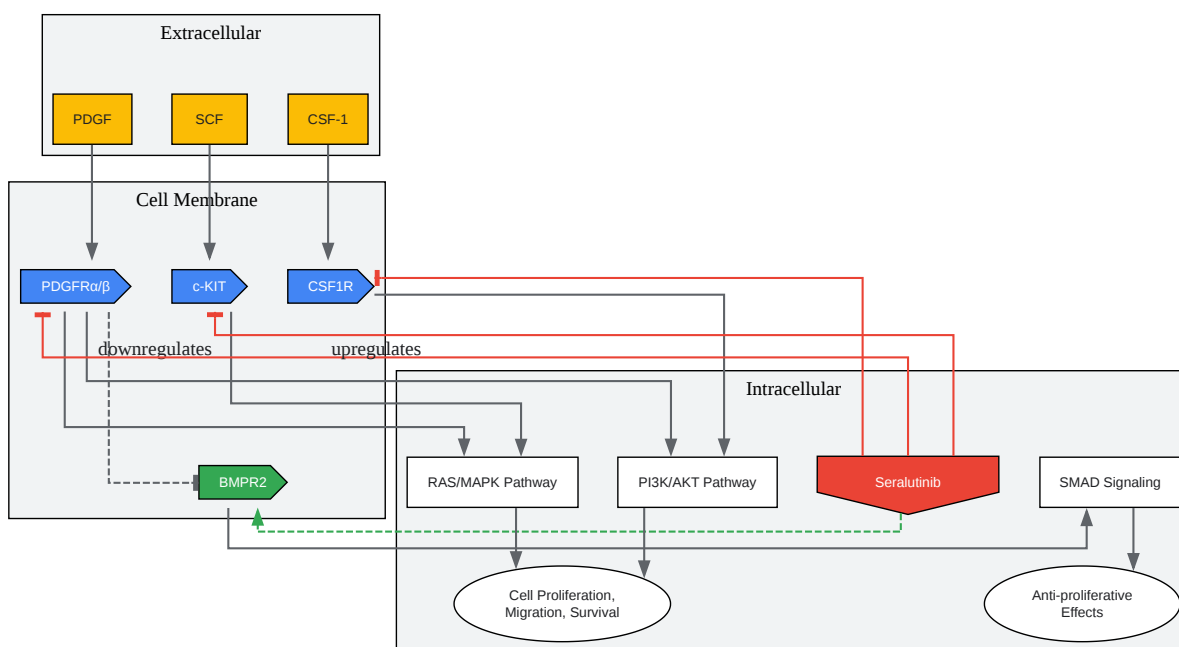 Extracellular
PDGF
SCF
CSF-1
Cell Membrane
PDGFRα/β
c-KIT
CSF1R
downregulates
upregulates
Intracellular
BMPR2
RAS/MAPK Pathway
PI3K/AKT Pathway
Seralutinib
SMAD Signaling
Cell Proliferation,
Migration, Survival
Anti-proliferative
Effects